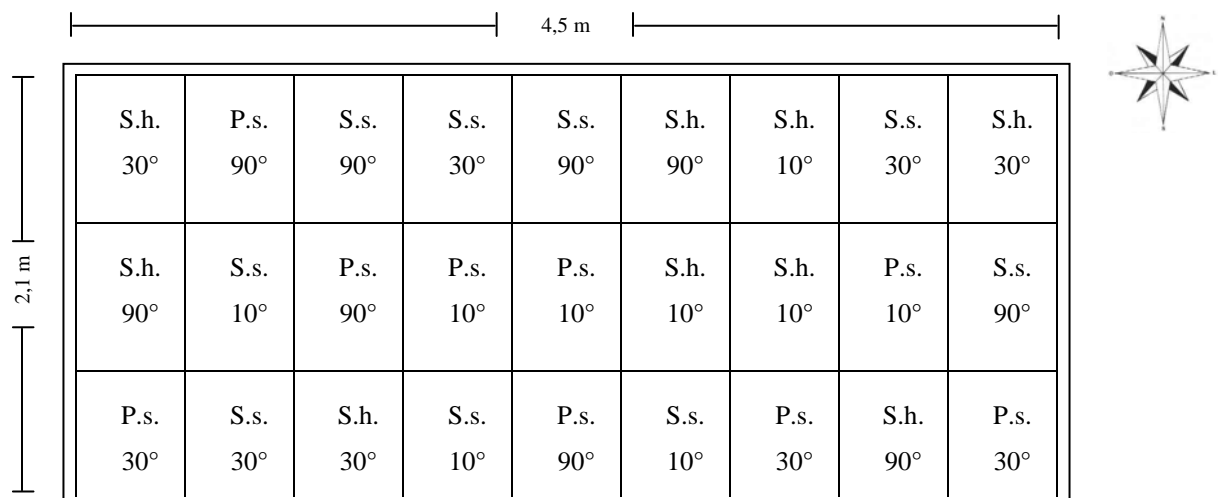 4,5 m
N
O
L
S
2,1 m
S.h. P.s. S.s. S.s. S.s. S.h. S.h. S.s. S.h.
30° 90° 90° 30° 90° 90° 10° 30° 30°
S.h. S.s. P.s. P.s. P.s. S.h. S.h. P.s. S.s.
90° 10° 90° 10° 10° 10° 10° 10° 90°
P.s. S.s. S.h. S.s. P.s. S.s. P.s. S.h. P.s.
30° 30° 30° 10° 90° 10° 30° 90° 30°